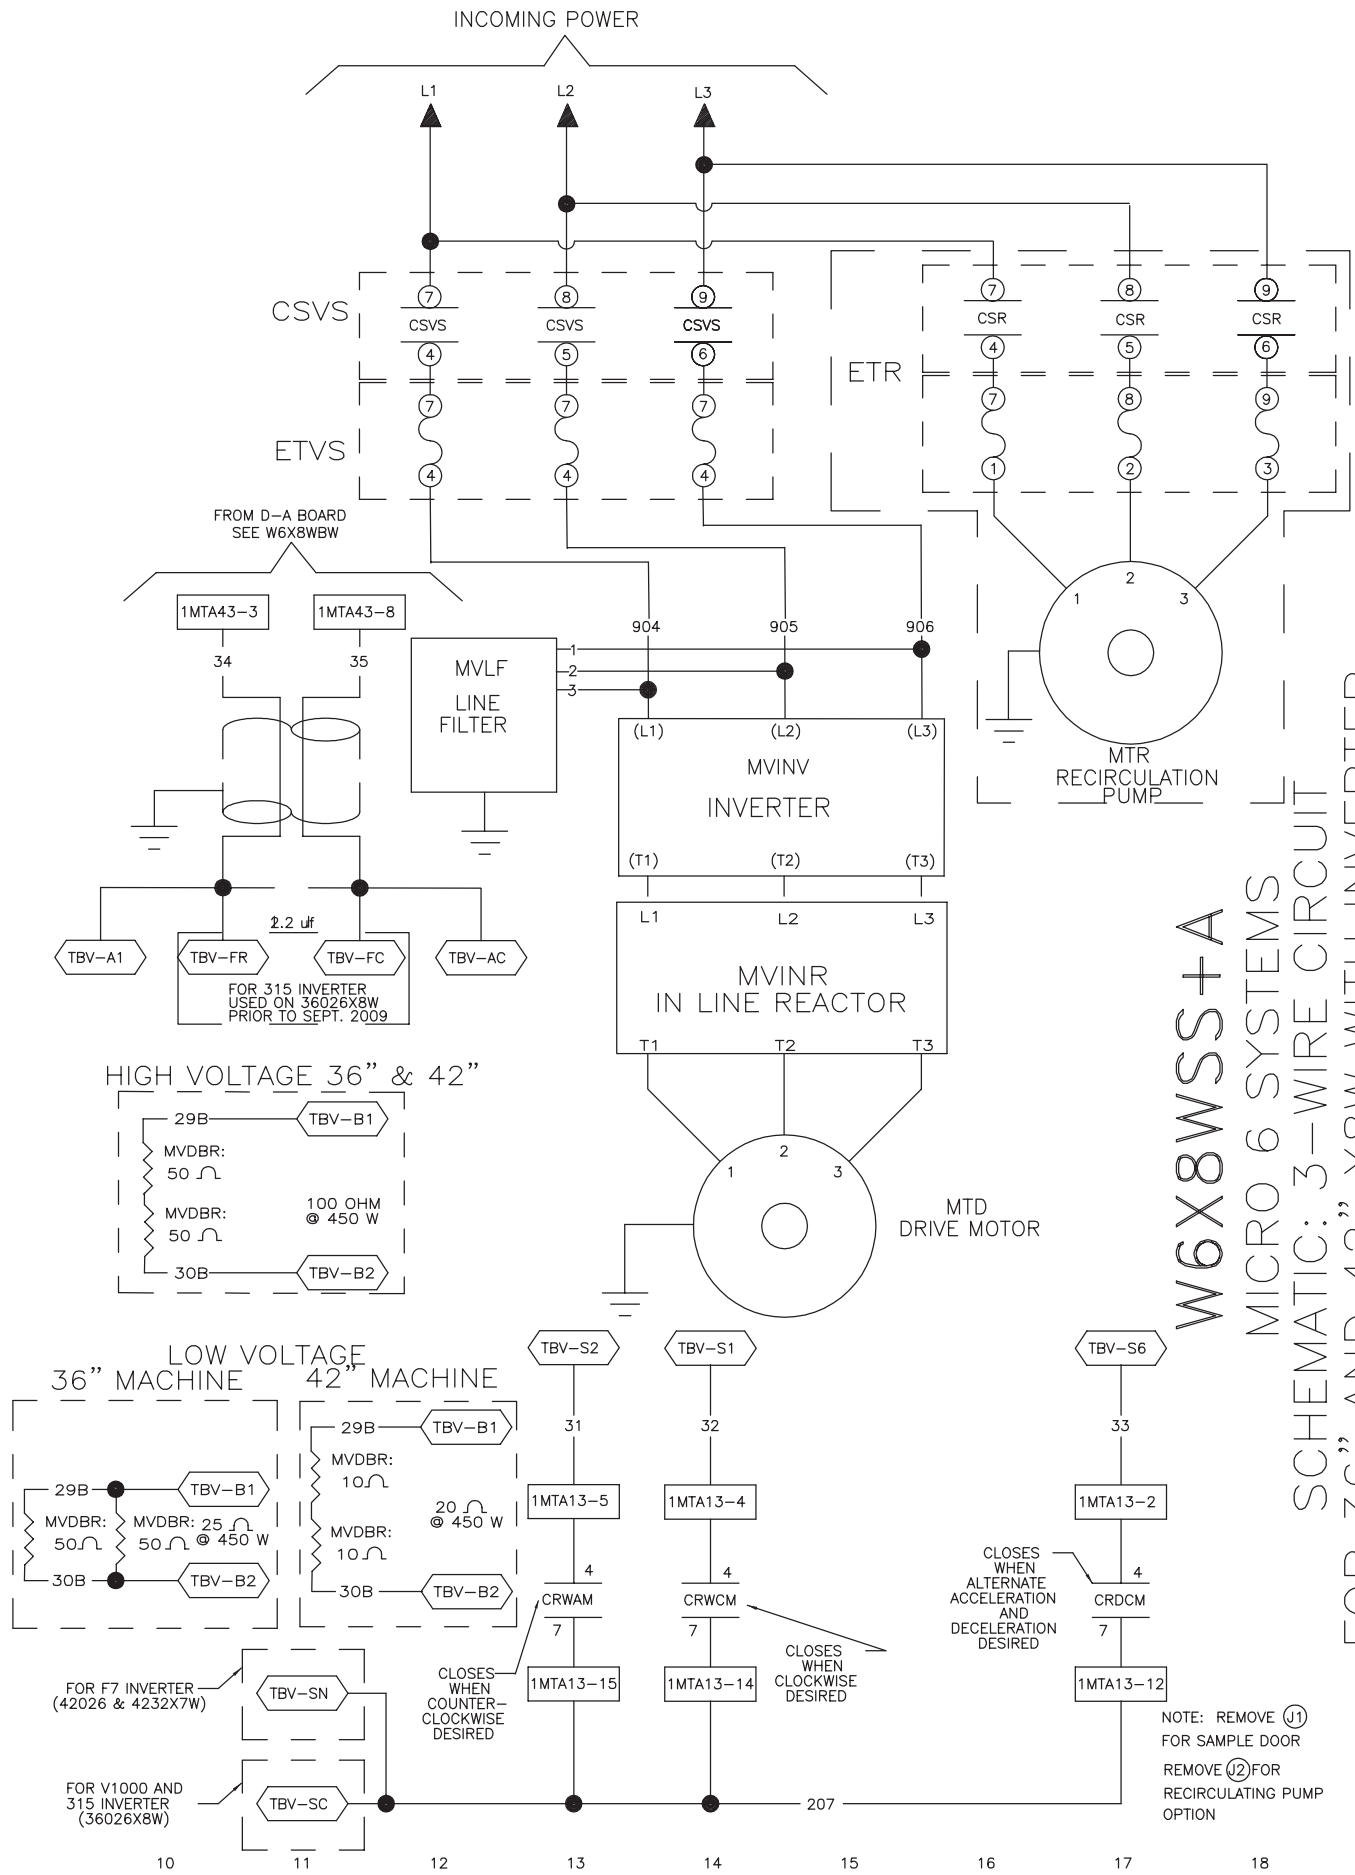 INCOMING POWER
L1
L2
L3
CSVS
7
8
9
CSVS
CSVS
CSVS
4
5
6
7
8
9
CSR
CSR
CSR
4
5
6
ETR
ETVS
7
7
7
4
4
4
7
8
9
1
2
3
FROM D-A BOARD
SEE W6X8WBW
1MTA43-3
1MTA43-8
34
35
904
905
906
MVLF
LINE
FILTER
1
2
3
1
2
3
MTR
RECIRCULATION
PUMP
(L1)
(L2)
(L3)
MVINV
INVERTER
(T1)
(T2)
(T3)
L1
L2
L3
MVINR
IN LINE REACTOR
T1
T2
T3
2.2 uf
TBV-A1
TBV-FR
TBV-FC
TBV-AC
FOR 315 INVERTER
USED ON 36026X8W
PRIOR TO SEPT. 2009
HIGH VOLTAGE 36" & 42"
29B
TBV-B1
MVDBR:
50 Ω
MVDBR:
50 Ω
100 OHM
@ 450 W
30B
TBV-B2
1
2
3
MTD
DRIVE MOTOR
LOW VOLTAGE
36" MACHINE
42" MACHINE
29B
TBV-B1
MVDBR:
50Ω
MVDBR:
50Ω
25 Ω
@ 450 W
30B
TBV-B2
29B
TBV-B1
MVDBR:
10Ω
MVDBR:
10Ω
20 Ω
@ 450 W
30B
TBV-B2
TBV-S2
TBV-S1
TBV-S6
31
32
33
1MTA13-5
1MTA13-4
1MTA13-2
4
CRWAM
7
4
CRWCM
7
4
CRDCM
7
CLOSES
WHEN
ALTERNATE
ACCELERATION
AND
DECELERATION
DESIRED
CLOSES
WHEN
COUNTER-
CLOCKWISE
DESIRED
CLOSES
WHEN
CLOCKWISE
DESIRED
1MTA13-15
1MTA13-14
1MTA13-12
FOR F7 INVERTER
(42026 & 4232X7W)
TBV-SN
FOR V1000 AND
315 INVERTER
(36026X8W)
TBV-SC
207
NOTE: REMOVE J1
FOR SAMPLE DOOR
REMOVE J2 FOR
RECIRCULATING PUMP
OPTION
W6X8WSS+A
MICRO 6 SYSTEMS
SCHEMATIC: 3-WIRE CIRCUIT
FOR 36" AND 42" X8W WITH INVERTER
10
11
12
13
14
15
16
17
18